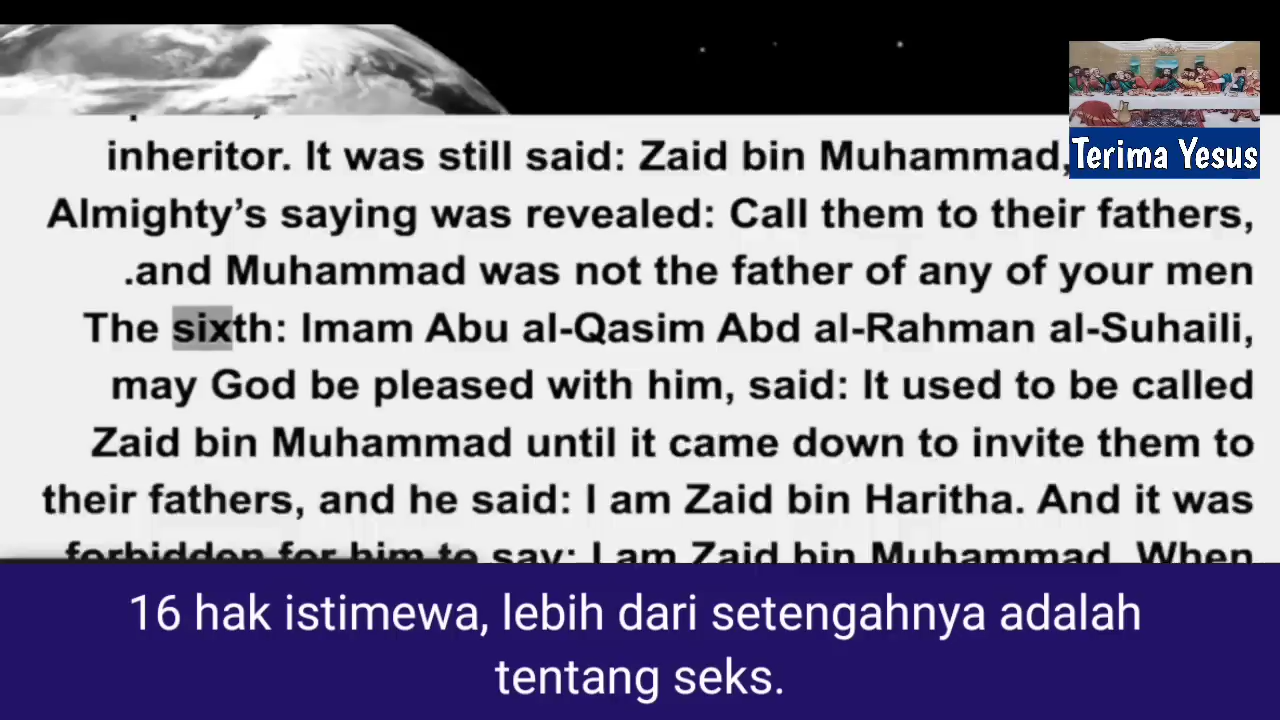 inheritor. It was still said: Zaid bin Muhammad,
Almighty's saying was revealed: Call them to their fathers,
.and Muhammad was not the father of any of your men
The sixth: Imam Abu al-Qasim Abd al-Rahman al-Suhaili,
may God be pleased with him, said: It used to be called
Zaid bin Muhammad until it came down to invite them to
their fathers, and he said: I am Zaid bin Haritha. And it was
forbidden for him to say: I am Zaid bin Muhammad. When
Terima Yesus
16 hak istimewa, lebih dari setengahnya adalah
tentang seks.